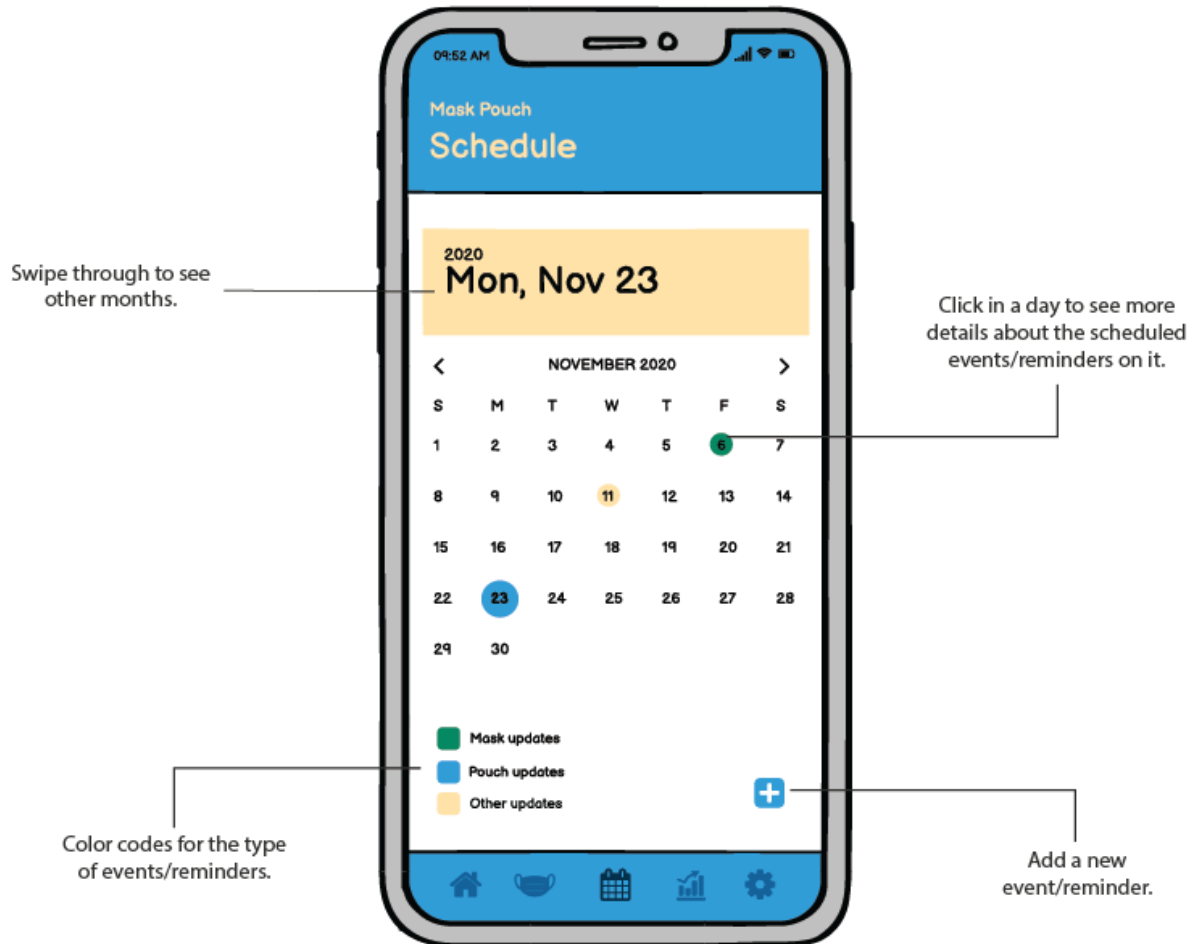 09:52 AM
Mask Pouch
Schedule
2020
Mon, Nov 23
Swipe through to see
other months.
Click in a day to see more
details about the scheduled
events/reminders on it.
NOVEMBER 2020
S M T W T F S
1 2 3 4 5 6 7
8 9 10 11 12 13 14
15 16 17 18 19 20 21
22 23 24 25 26 27 28
29 30
Mask updates
Pouch updates
Other updates
Color codes for the type
of events/reminders.
Add a new
event/reminder.